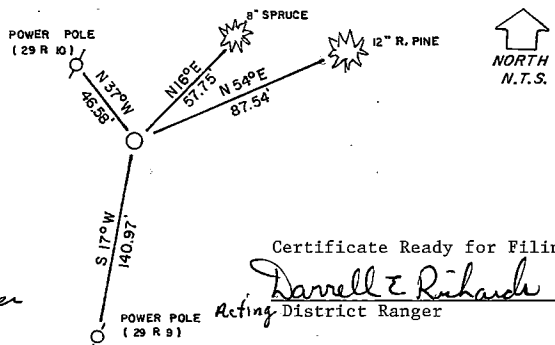 POWER POLE
(29 R 10)
8" SPRUCE
12" R. PINE
NORTH
N.T.S.
N 37° W
46.58'
N 16° E
57.75'
N 54° E
87.54'
S 17° W
140.97'
POWER POLE
(29 R 9)
Certificate Ready for Filin
Darrell E Richards
Acting District Ranger